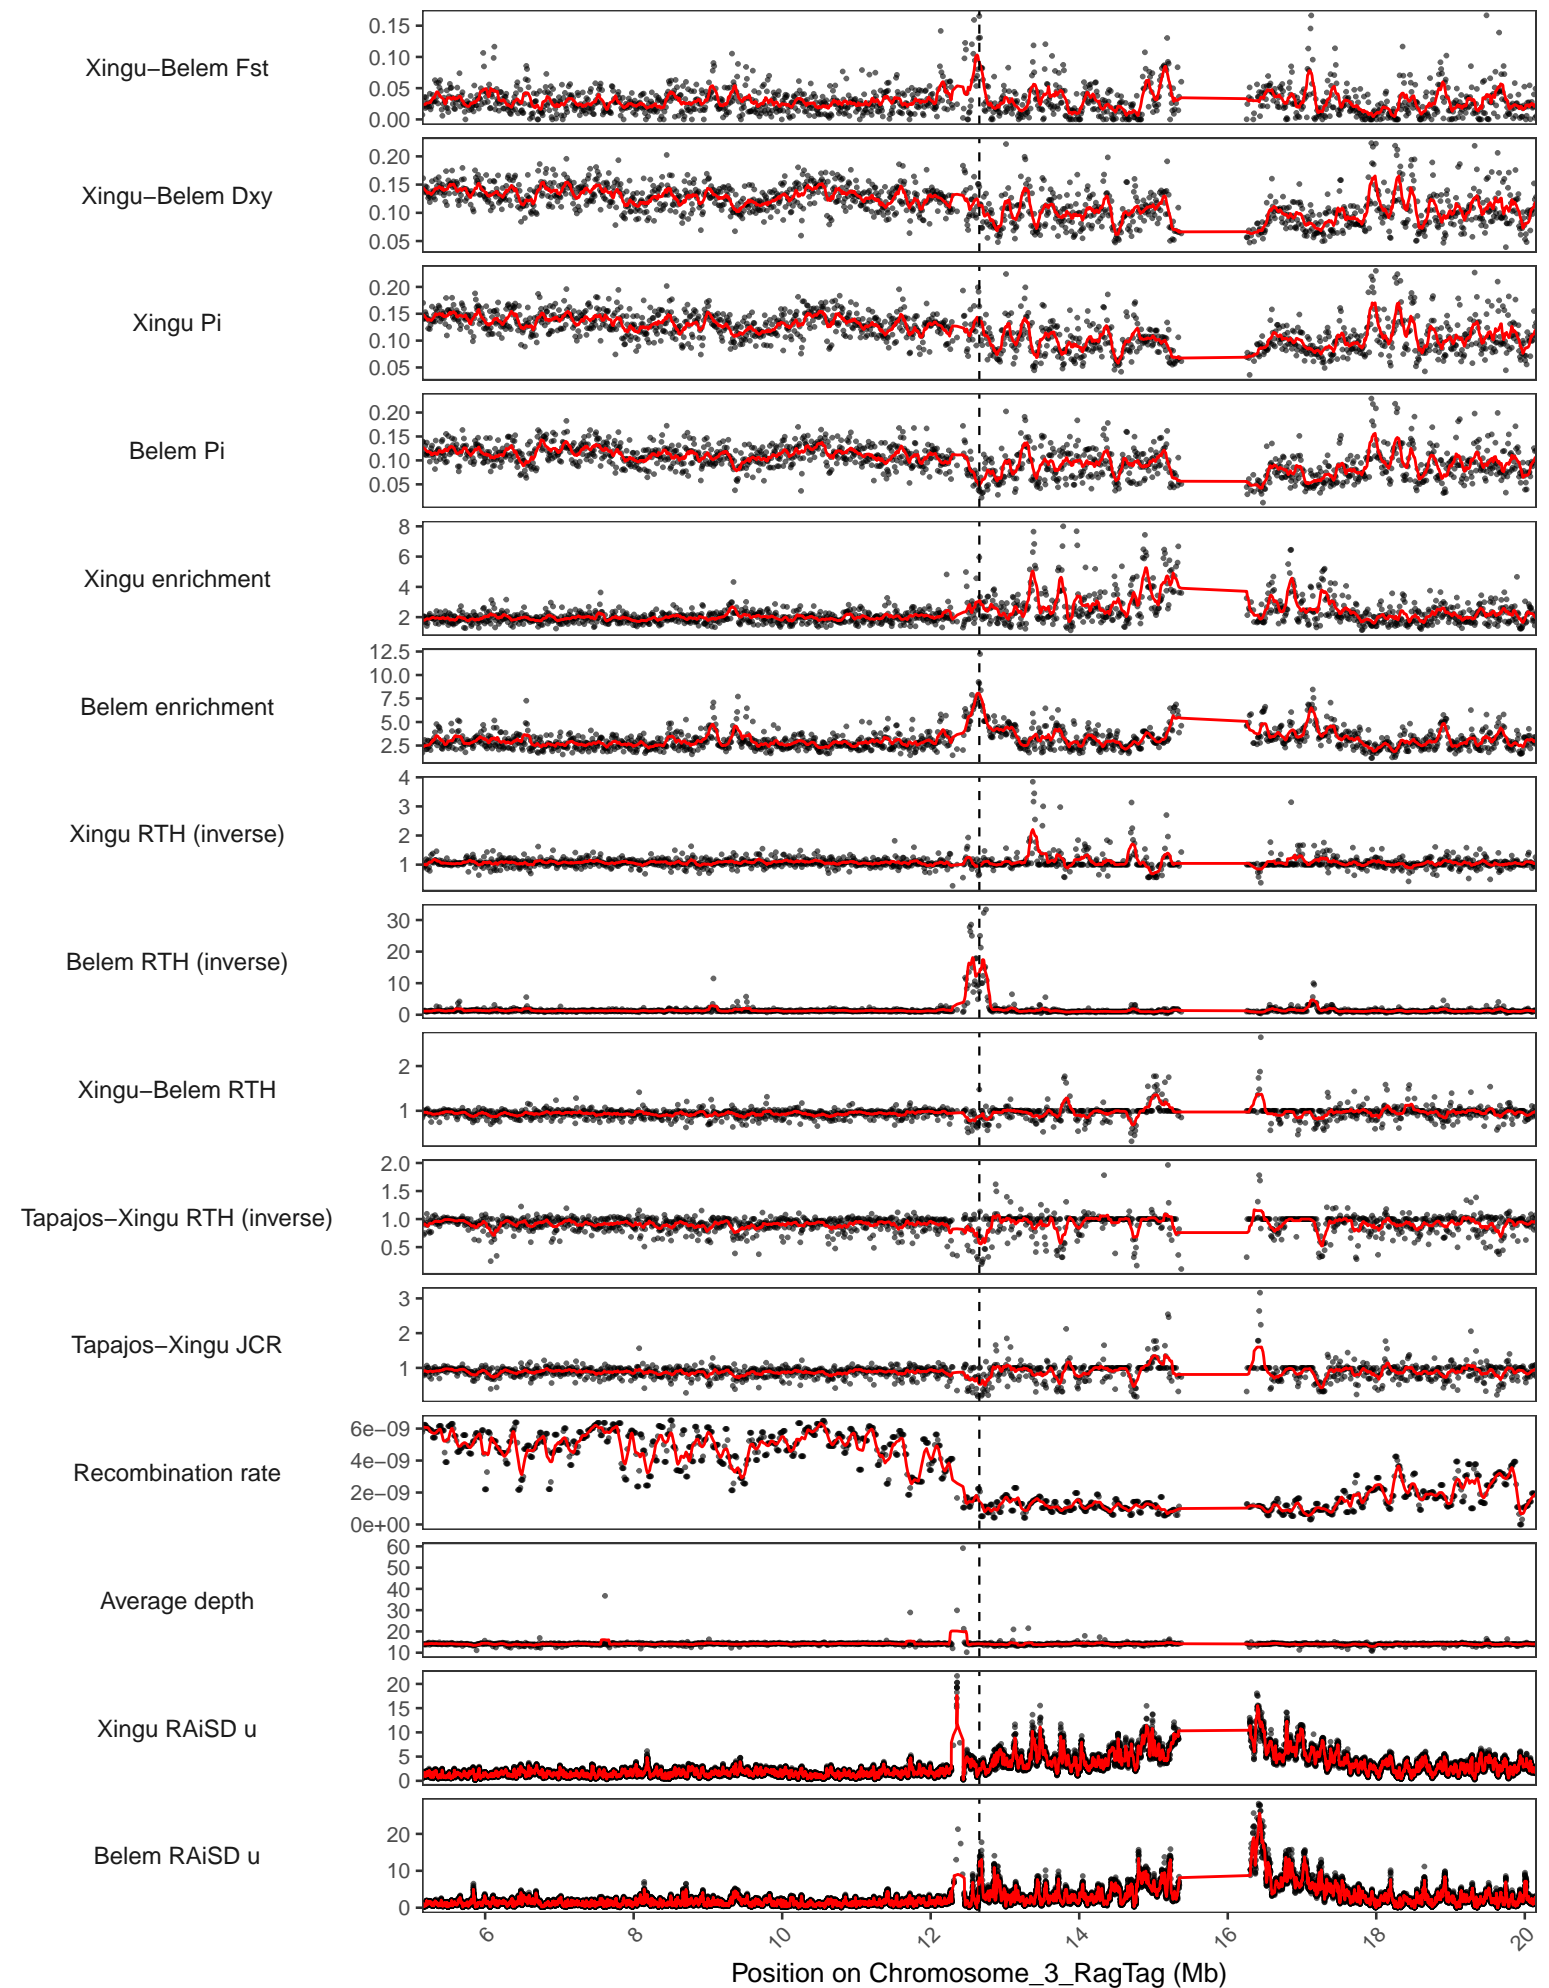 Xingu−Belem Fst
0.15
0.10
0.05
0.00
Xingu−Belem Dxy
0.20
0.15
0.10
0.05
Xingu Pi
0.20
0.15
0.10
0.05
Belem Pi
0.20
0.15
0.10
0.05
Xingu enrichment
8
6
4
2
Belem enrichment
12.5
10.0
7.5
5.0
2.5
Xingu RTH (inverse)
4
3
2
1
Belem RTH (inverse)
30
20
10
0
Xingu−Belem RTH
2
1
Tapajos−Xingu RTH (inverse)
2.0
1.5
1.0
0.5
Tapajos−Xingu JCR
3
2
1
Recombination rate
6e−09
4e−09
2e−09
0e+00
Average depth
60
50
40
30
20
10
Xingu RAiSD u
20
15
10
5
0
Belem RAiSD u
20
10
0
6 8 10 12 14 16 18 20
Position on Chromosome_3_RagTag (Mb)